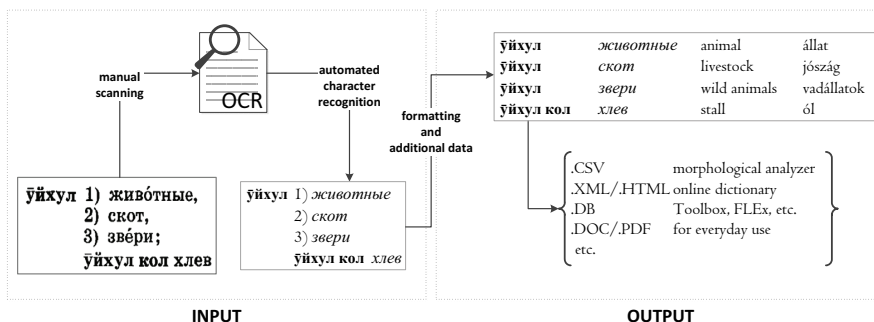 manual
scanning
OCR
automated
character
recognition
ӯйхул 1) живо́тные,
2) скот,
3) зве́ри;
ӯйхул кол хлев
ӯйхул 1) животные
2) скот
3) звери
ӯйхул кол хлев
INPUT
formatting
and
additional data
ӯйхул животные animal állat
ӯйхул скот livestock jószág
ӯйхул звери wild animals vadállatok
ӯйхул кол хлев stall ól
.CSV morphological analyzer
.XML/.HTML online dictionary
.DB Toolbox, FLEx, etc.
.DOC/.PDF for everyday use
etc.
OUTPUT